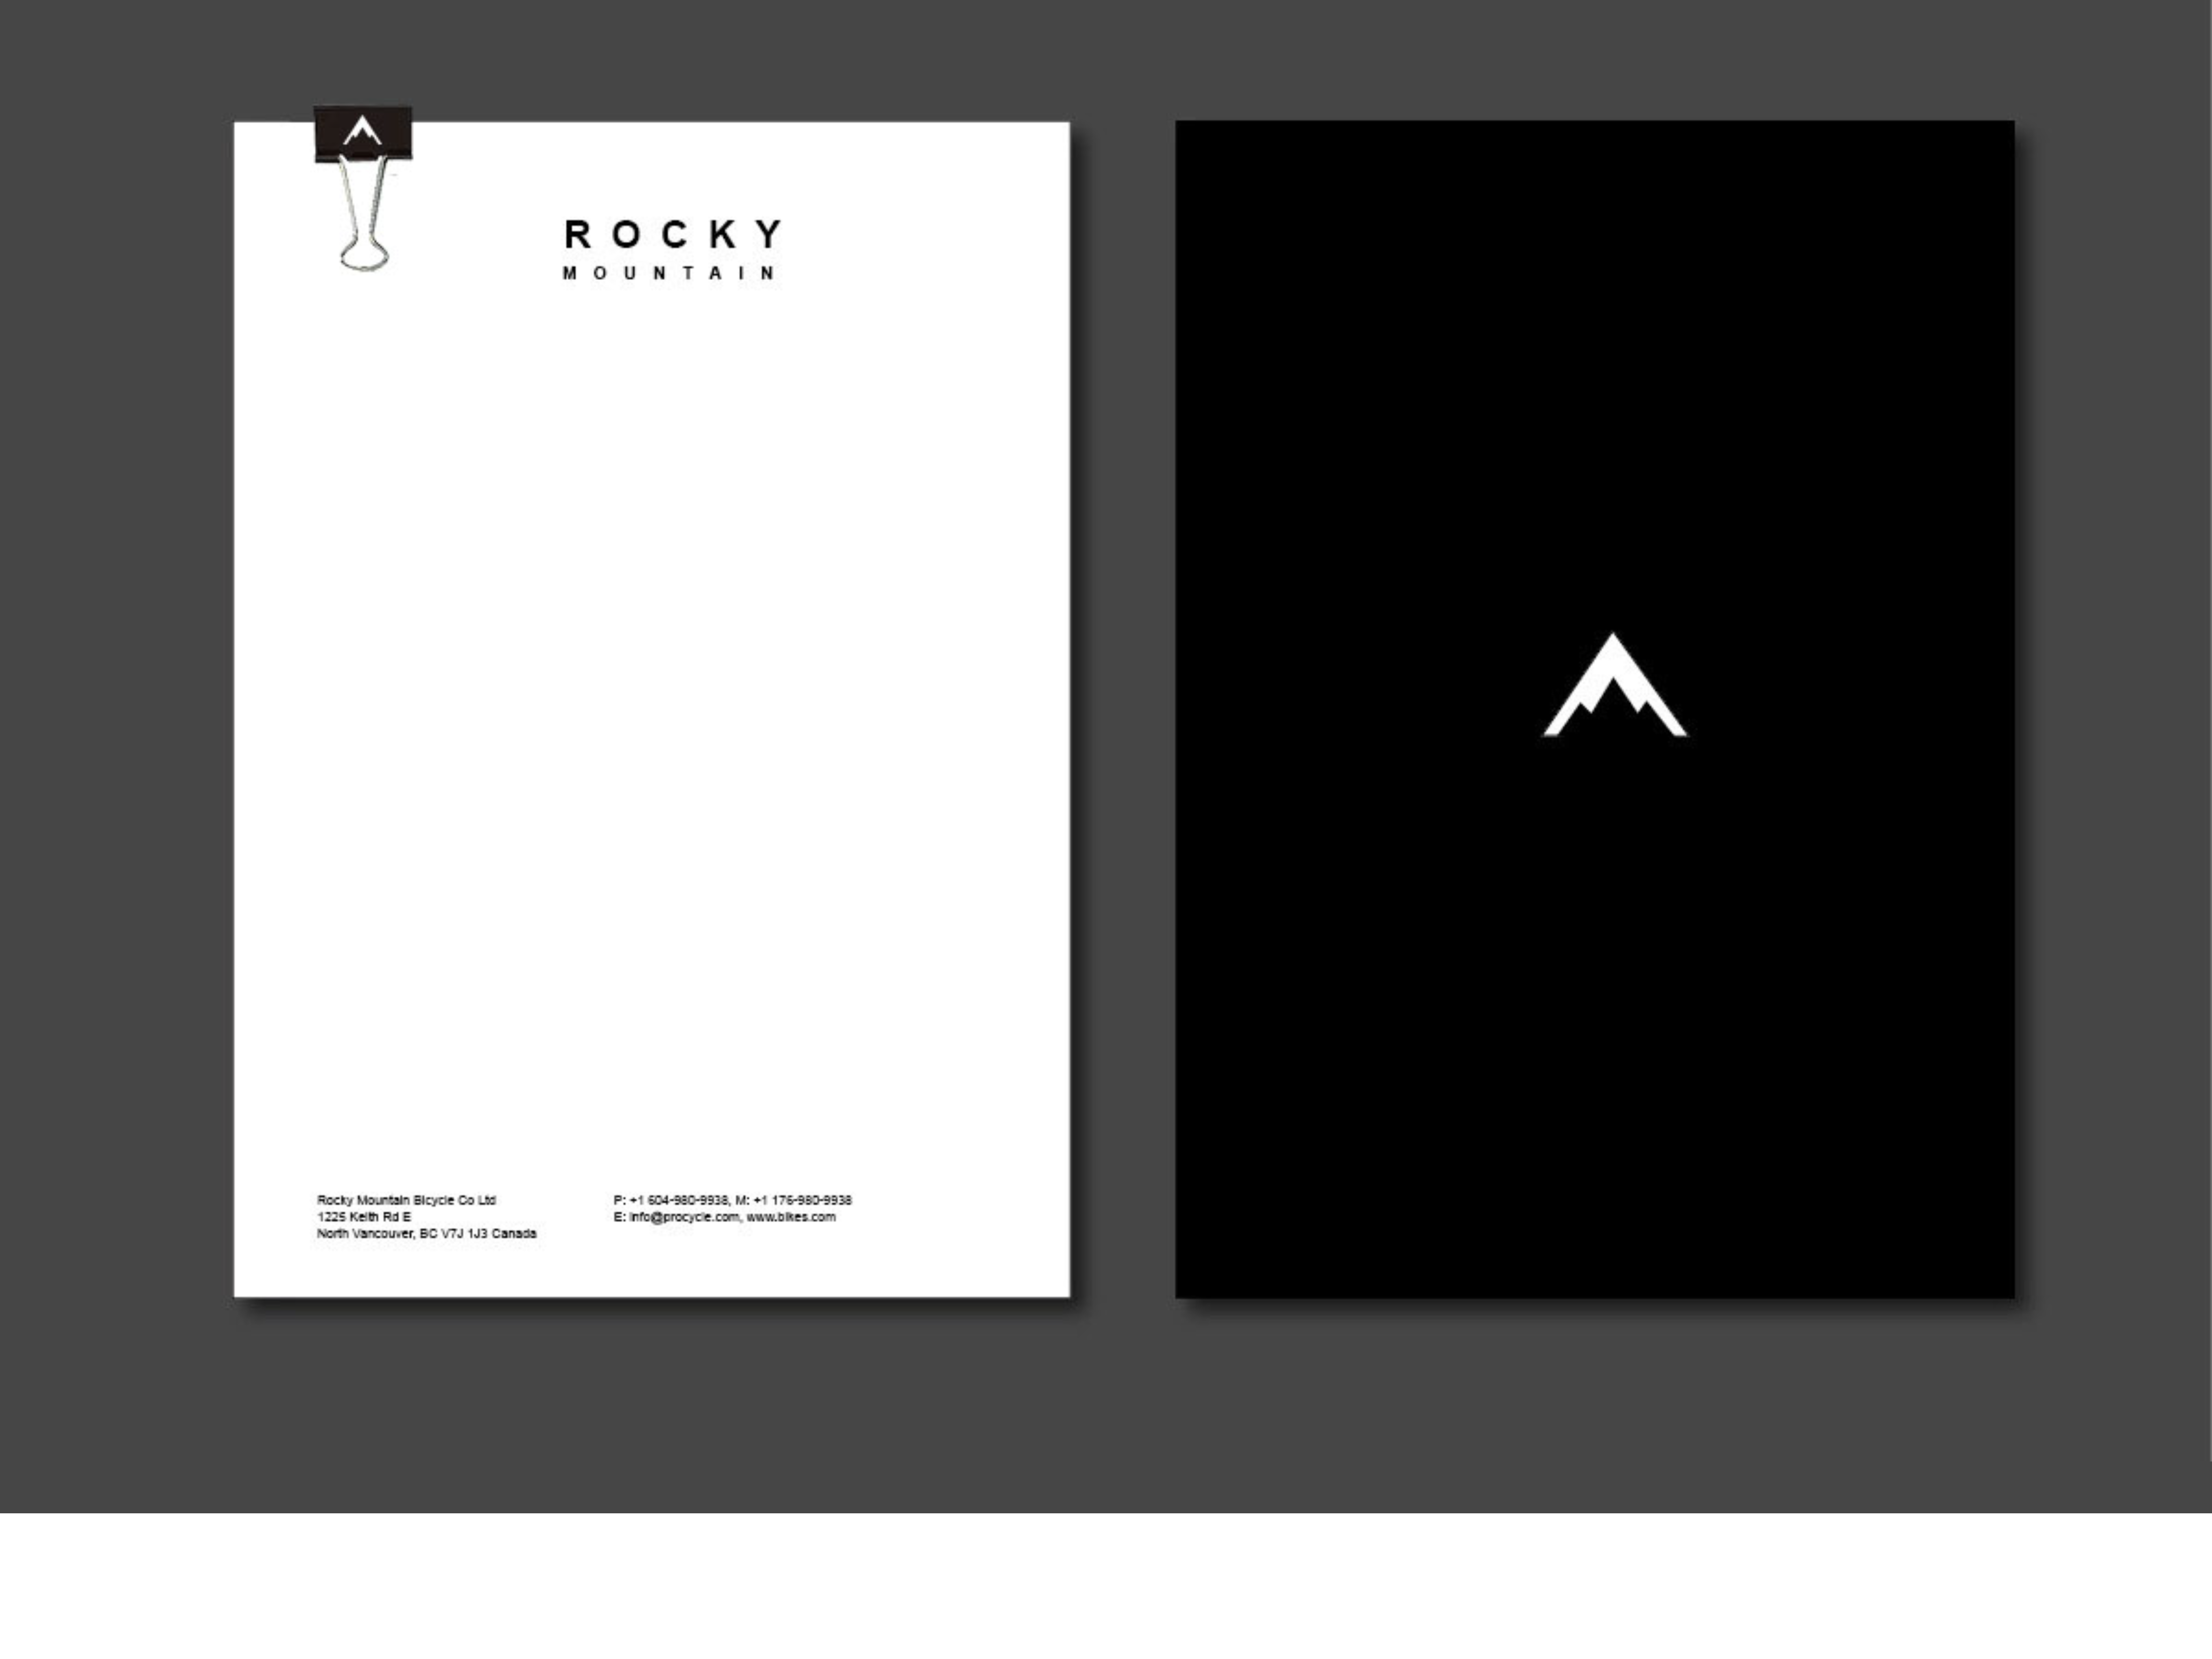 ROCKY
MOUNTAIN
Rocky Mountain Bicycle Co Ltd
1225 Keith Rd E
North Vancouver, BC V7J 1J3 Canada
P: +1 604-980-9938, M: +1 176-980-9938
E: info@procycle.com, www.bikes.com